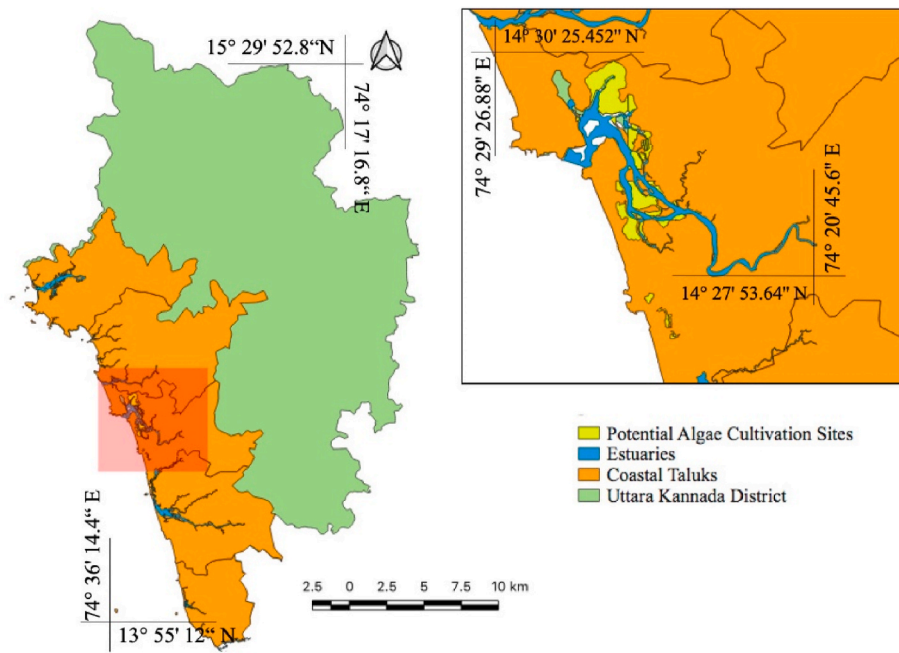 15° 29' 52.8“N
74° 17' 16.8“ E
74° 36' 14.4“ E
13° 55' 12“ N
2.5 0 2.5 5 7.5 10 km
14° 30' 25.452" N
74° 29' 26.88" E
74° 20' 45.6" E
14° 27' 53.64" N
Potential Algae Cultivation Sites
Estuaries
Coastal Taluks
Uttara Kannada District